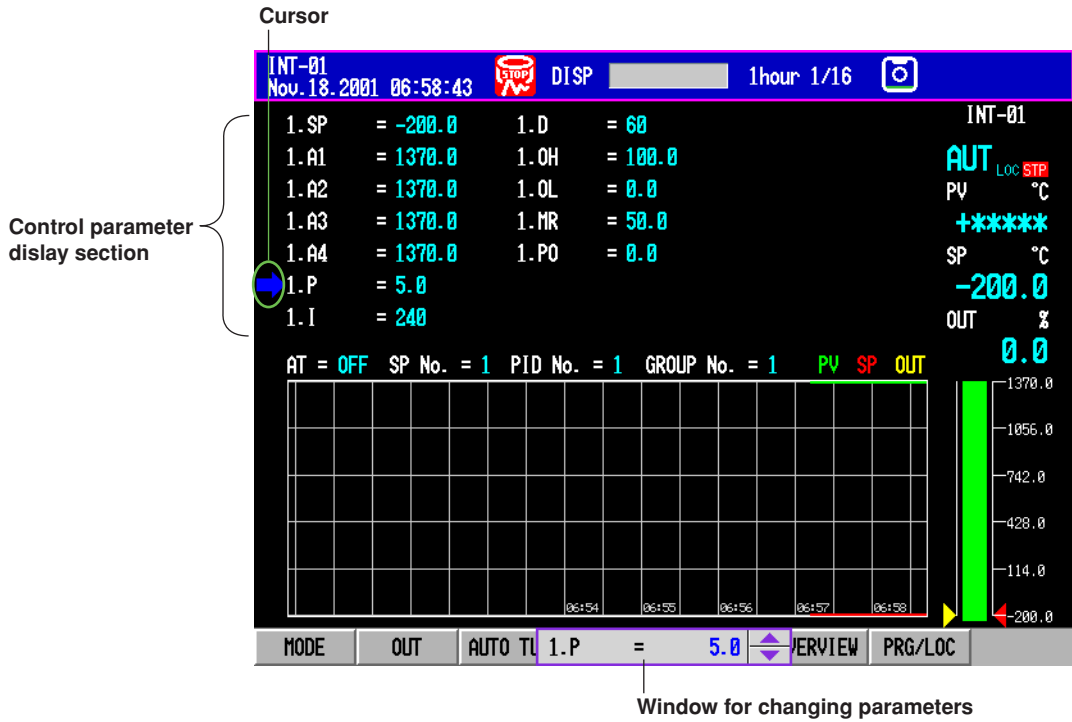 Cursor
INT-01
Nov.18.2001 06:58:43 STOP DISP 1hour 1/16
1.SP = -200.0 1.D = 60
1.A1 = 1370.0 1.OH = 100.0
1.A2 = 1370.0 1.OL = 0.0
1.A3 = 1370.0 1.MR = 50.0
1.A4 = 1370.0 1.PO = 0.0
1.P = 5.0
1.I = 240
Control parameter
dislay section
INT-01
AUT LOC STP
PV °C
+*****
SP °C
-200.0
OUT %
0.0
AT = OFF SP No. = 1 PID No. = 1 GROUP No. = 1 PV SP OUT
1370.0
1056.0
742.0
428.0
114.0
-200.0
06:54 06:55 06:56 06:57 06:58
MODE OUT AUTO TU 1.P = 5.0 VERVIEW PRG/LOC
Window for changing parameters